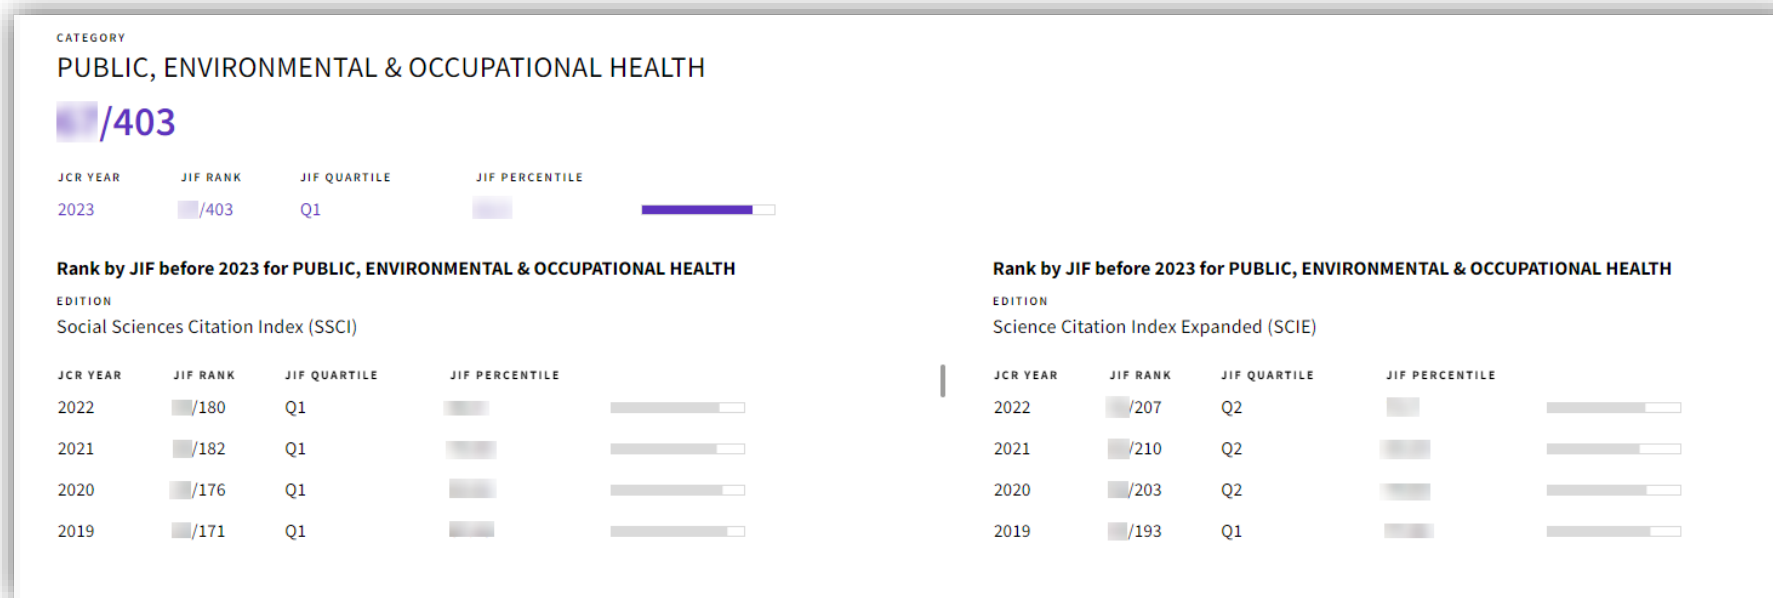 CATEGORY
PUBLIC, ENVIRONMENTAL & OCCUPATIONAL HEALTH
/403
JCR YEAR JIF RANK JIF QUARTILE JIF PERCENTILE
2023 /403 Q1
Rank by JIF before 2023 for PUBLIC, ENVIRONMENTAL & OCCUPATIONAL HEALTH
EDITION
Social Sciences Citation Index (SSCI)
JCR YEAR JIF RANK JIF QUARTILE JIF PERCENTILE
2022 /180 Q1
2021 /182 Q1
2020 /176 Q1
2019 /171 Q1
Rank by JIF before 2023 for PUBLIC, ENVIRONMENTAL & OCCUPATIONAL HEALTH
EDITION
Science Citation Index Expanded (SCIE)
JCR YEAR JIF RANK JIF QUARTILE JIF PERCENTILE
2022 /207 Q2
2021 /210 Q2
2020 /203 Q2
2019 /193 Q1